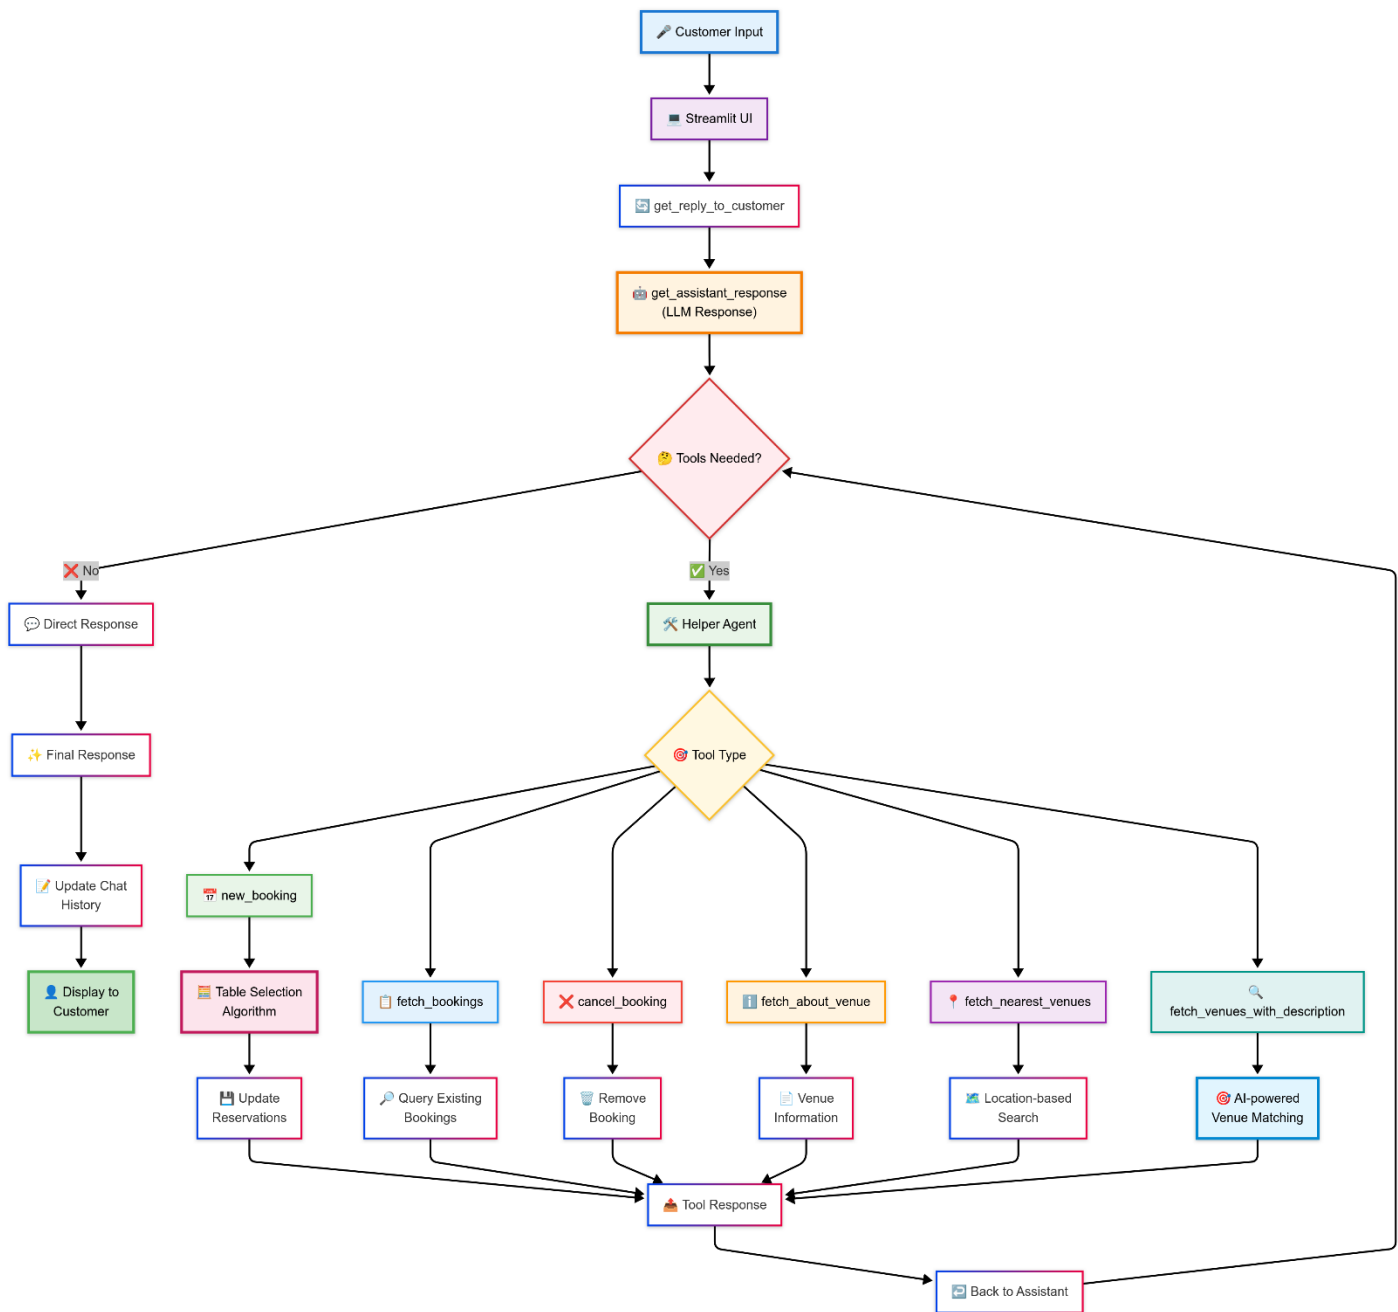 🎤 Customer Input
💻 Streamlit UI
🔄 get_reply_to_customer
🤖 get_assistant_response
(LLM Response)
🤔 Tools Needed?
❌ No
✅ Yes
💬 Direct Response
🛠️ Helper Agent
✨ Final Response
🎯 Tool Type
📝 Update Chat
History
📅 new_booking
👤 Display to
Customer
🧮 Table Selection
Algorithm
📋 fetch_bookings
❌ cancel_booking
ℹ️ fetch_about_venue
📍 fetch_nearest_venues
🔍
fetch_venues_with_description
💾 Update
Reservations
🔎 Query Existing
Bookings
🗑️ Remove
Booking
📄 Venue
Information
🗺️ Location-based
Search
🎯 AI-powered
Venue Matching
📤 Tool Response
↩️ Back to Assistant